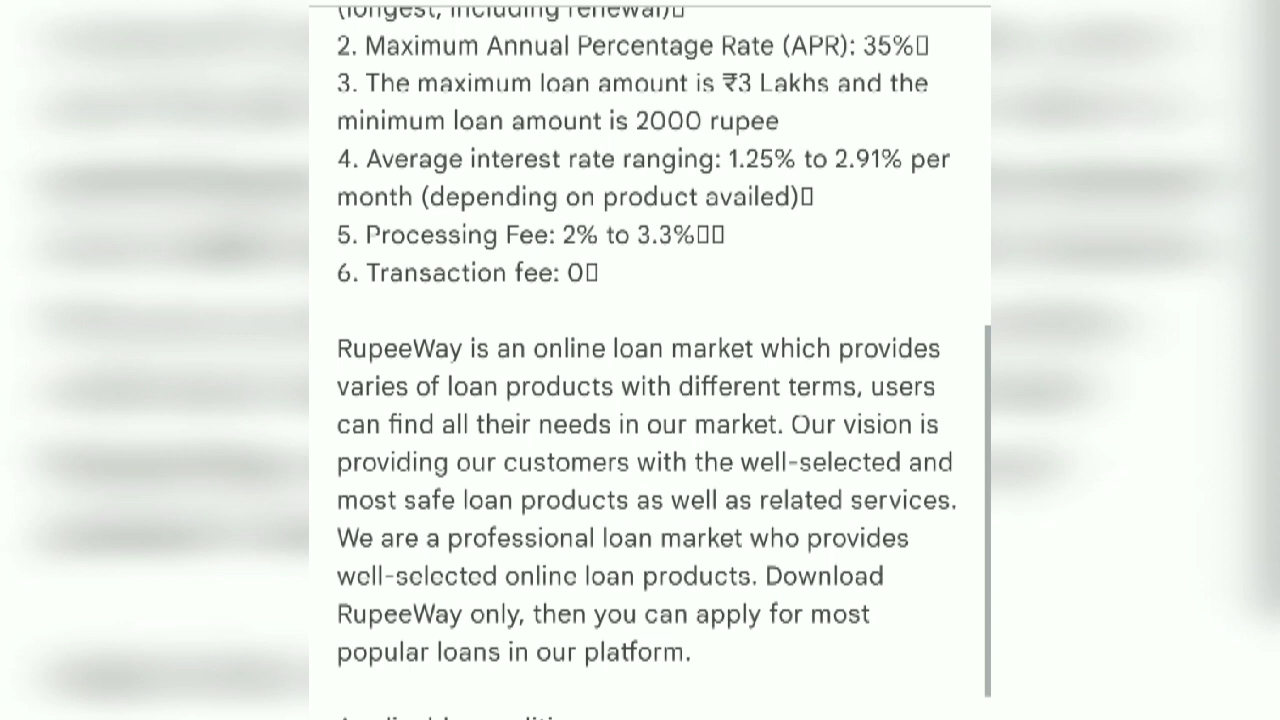 (longest, including renewal)
2. Maximum Annual Percentage Rate (APR): 35%
3. The maximum loan amount is ₹3 Lakhs and the
minimum loan amount is 2000 rupee
4. Average interest rate ranging: 1.25% to 2.91% per
month (depending on product availed)
5. Processing Fee: 2% to 3.3%
6. Transaction fee: 0
RupeeWay is an online loan market which provides
varies of loan products with different terms, users
can find all their needs in our market. Our vision is
providing our customers with the well-selected and
most safe loan products as well as related services.
We are a professional loan market who provides
well-selected online loan products. Download
RupeeWay only, then you can apply for most
popular loans in our platform.